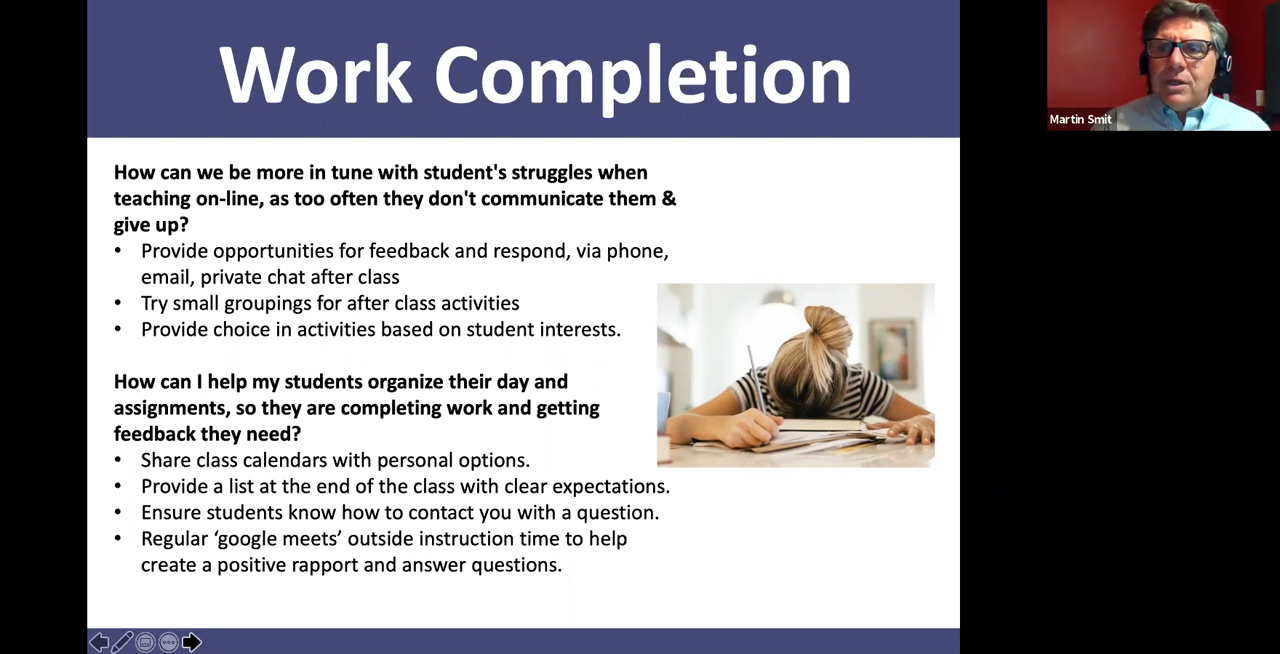 Work Completion
How can we be more in tune with student's struggles when
teaching on-line, as too often they don't communicate them &
give up?
• Provide opportunities for feedback and respond, via phone,
email, private chat after class
• Try small groupings for after class activities
• Provide choice in activities based on student interests.
How can I help my students organize their day and
assignments, so they are completing work and getting
feedback they need?
• Share class calendars with personal options.
• Provide a list at the end of the class with clear expectations.
• Ensure students know how to contact you with a question.
• Regular ‘google meets’ outside instruction time to help
create a positive rapport and answer questions.
Martin Smit